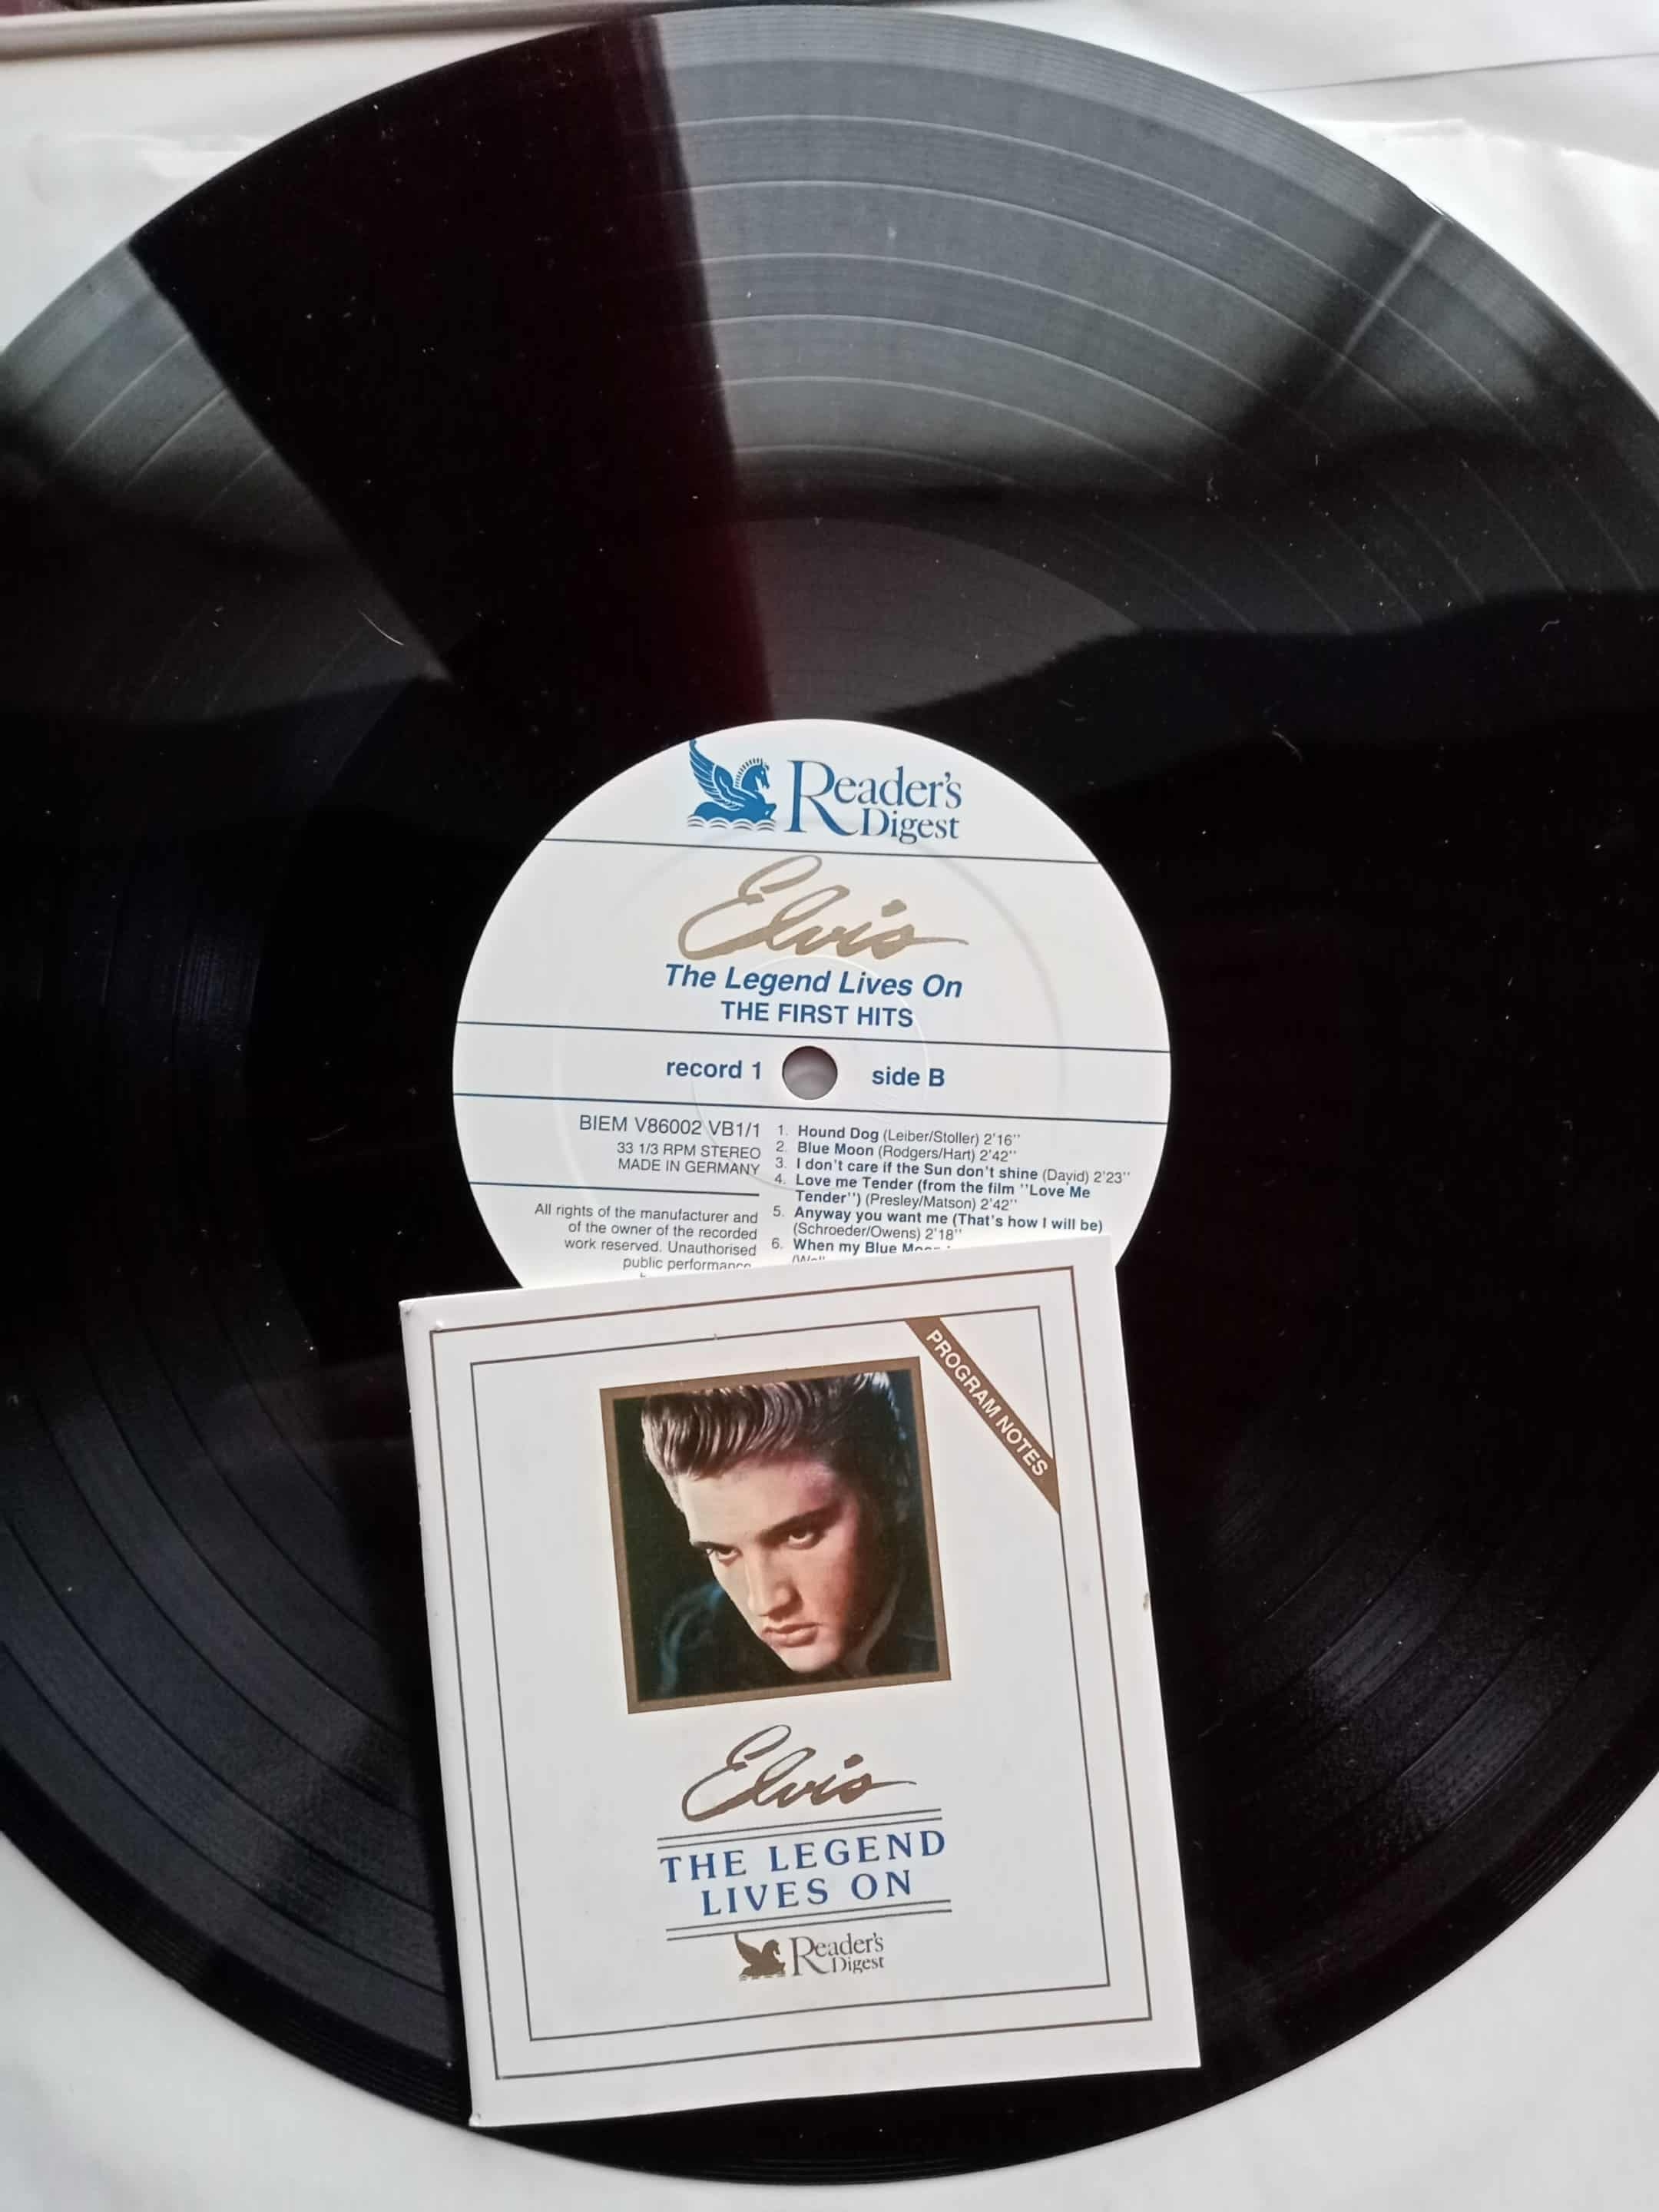 Reader's
Digest
Elvis
The Legend Lives On
THE FIRST HITS
record 1 side B
BIEM V86002 VB1/1
33 1/3 RPM STEREO
MADE IN GERMANY
All rights of the manufacturer and
of the owner of the recorded
work reserved. Unauthorised
public performance
1. Hound Dog (Leiber/Stoller) 2'16''
2. Blue Moon (Rodgers/Hart) 2'42''
3. I don't care if the Sun don't shine (David) 2'23''
4. Love me Tender (from the film ''Love Me
Tender'') (Presley/Matson) 2'42''
5. Anyway you want me (That's how I will be)
(Schroeder/Owens) 2'18''
6. When my Blue
PROGRAM NOTES
Elvis
THE LEGEND
LIVES ON
Reader's
Digest